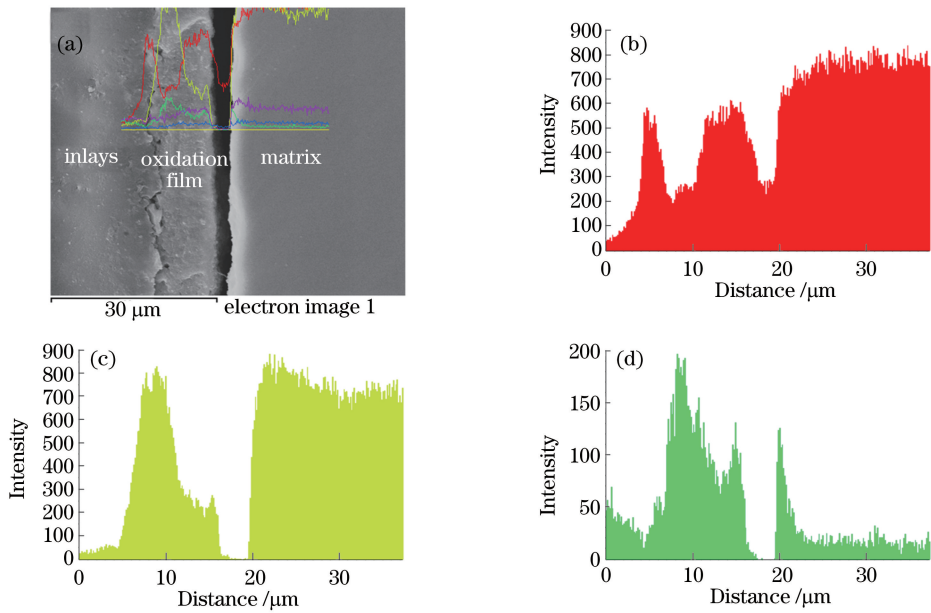 (a)
inlays
oxidation
film
matrix
30 μm
electron image 1
(b)
900
800
700
600
500
400
300
200
100
0
Intensity
0
10
20
30
Distance /μm
(c)
900
800
700
600
500
400
300
200
100
0
Intensity
0
10
20
30
Distance /μm
(d)
200
150
100
50
0
Intensity
0
10
20
30
Distance /μm